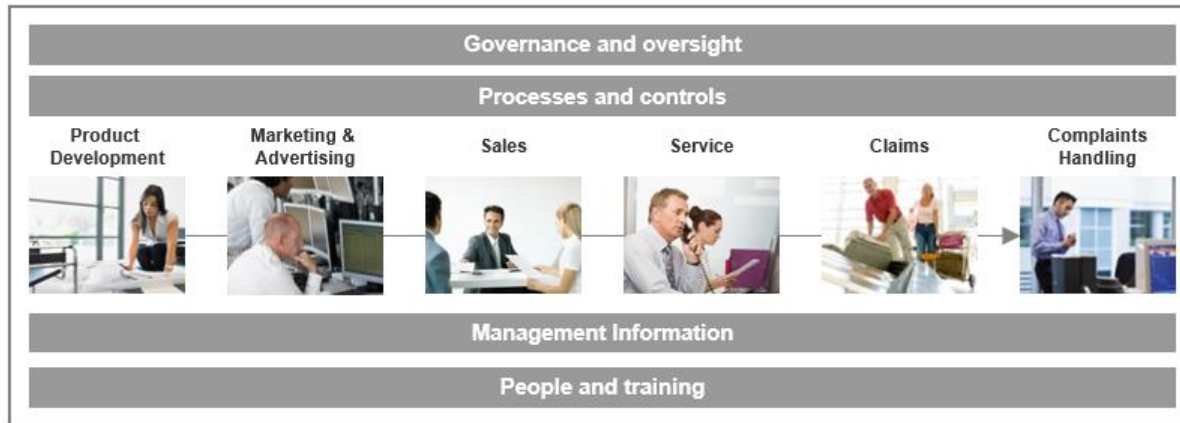 Governance and oversight
Processes and controls
Product
Development
Marketing &
Advertising
Sales
Service
Claims
Complaints
Handling
Management Information
People and training